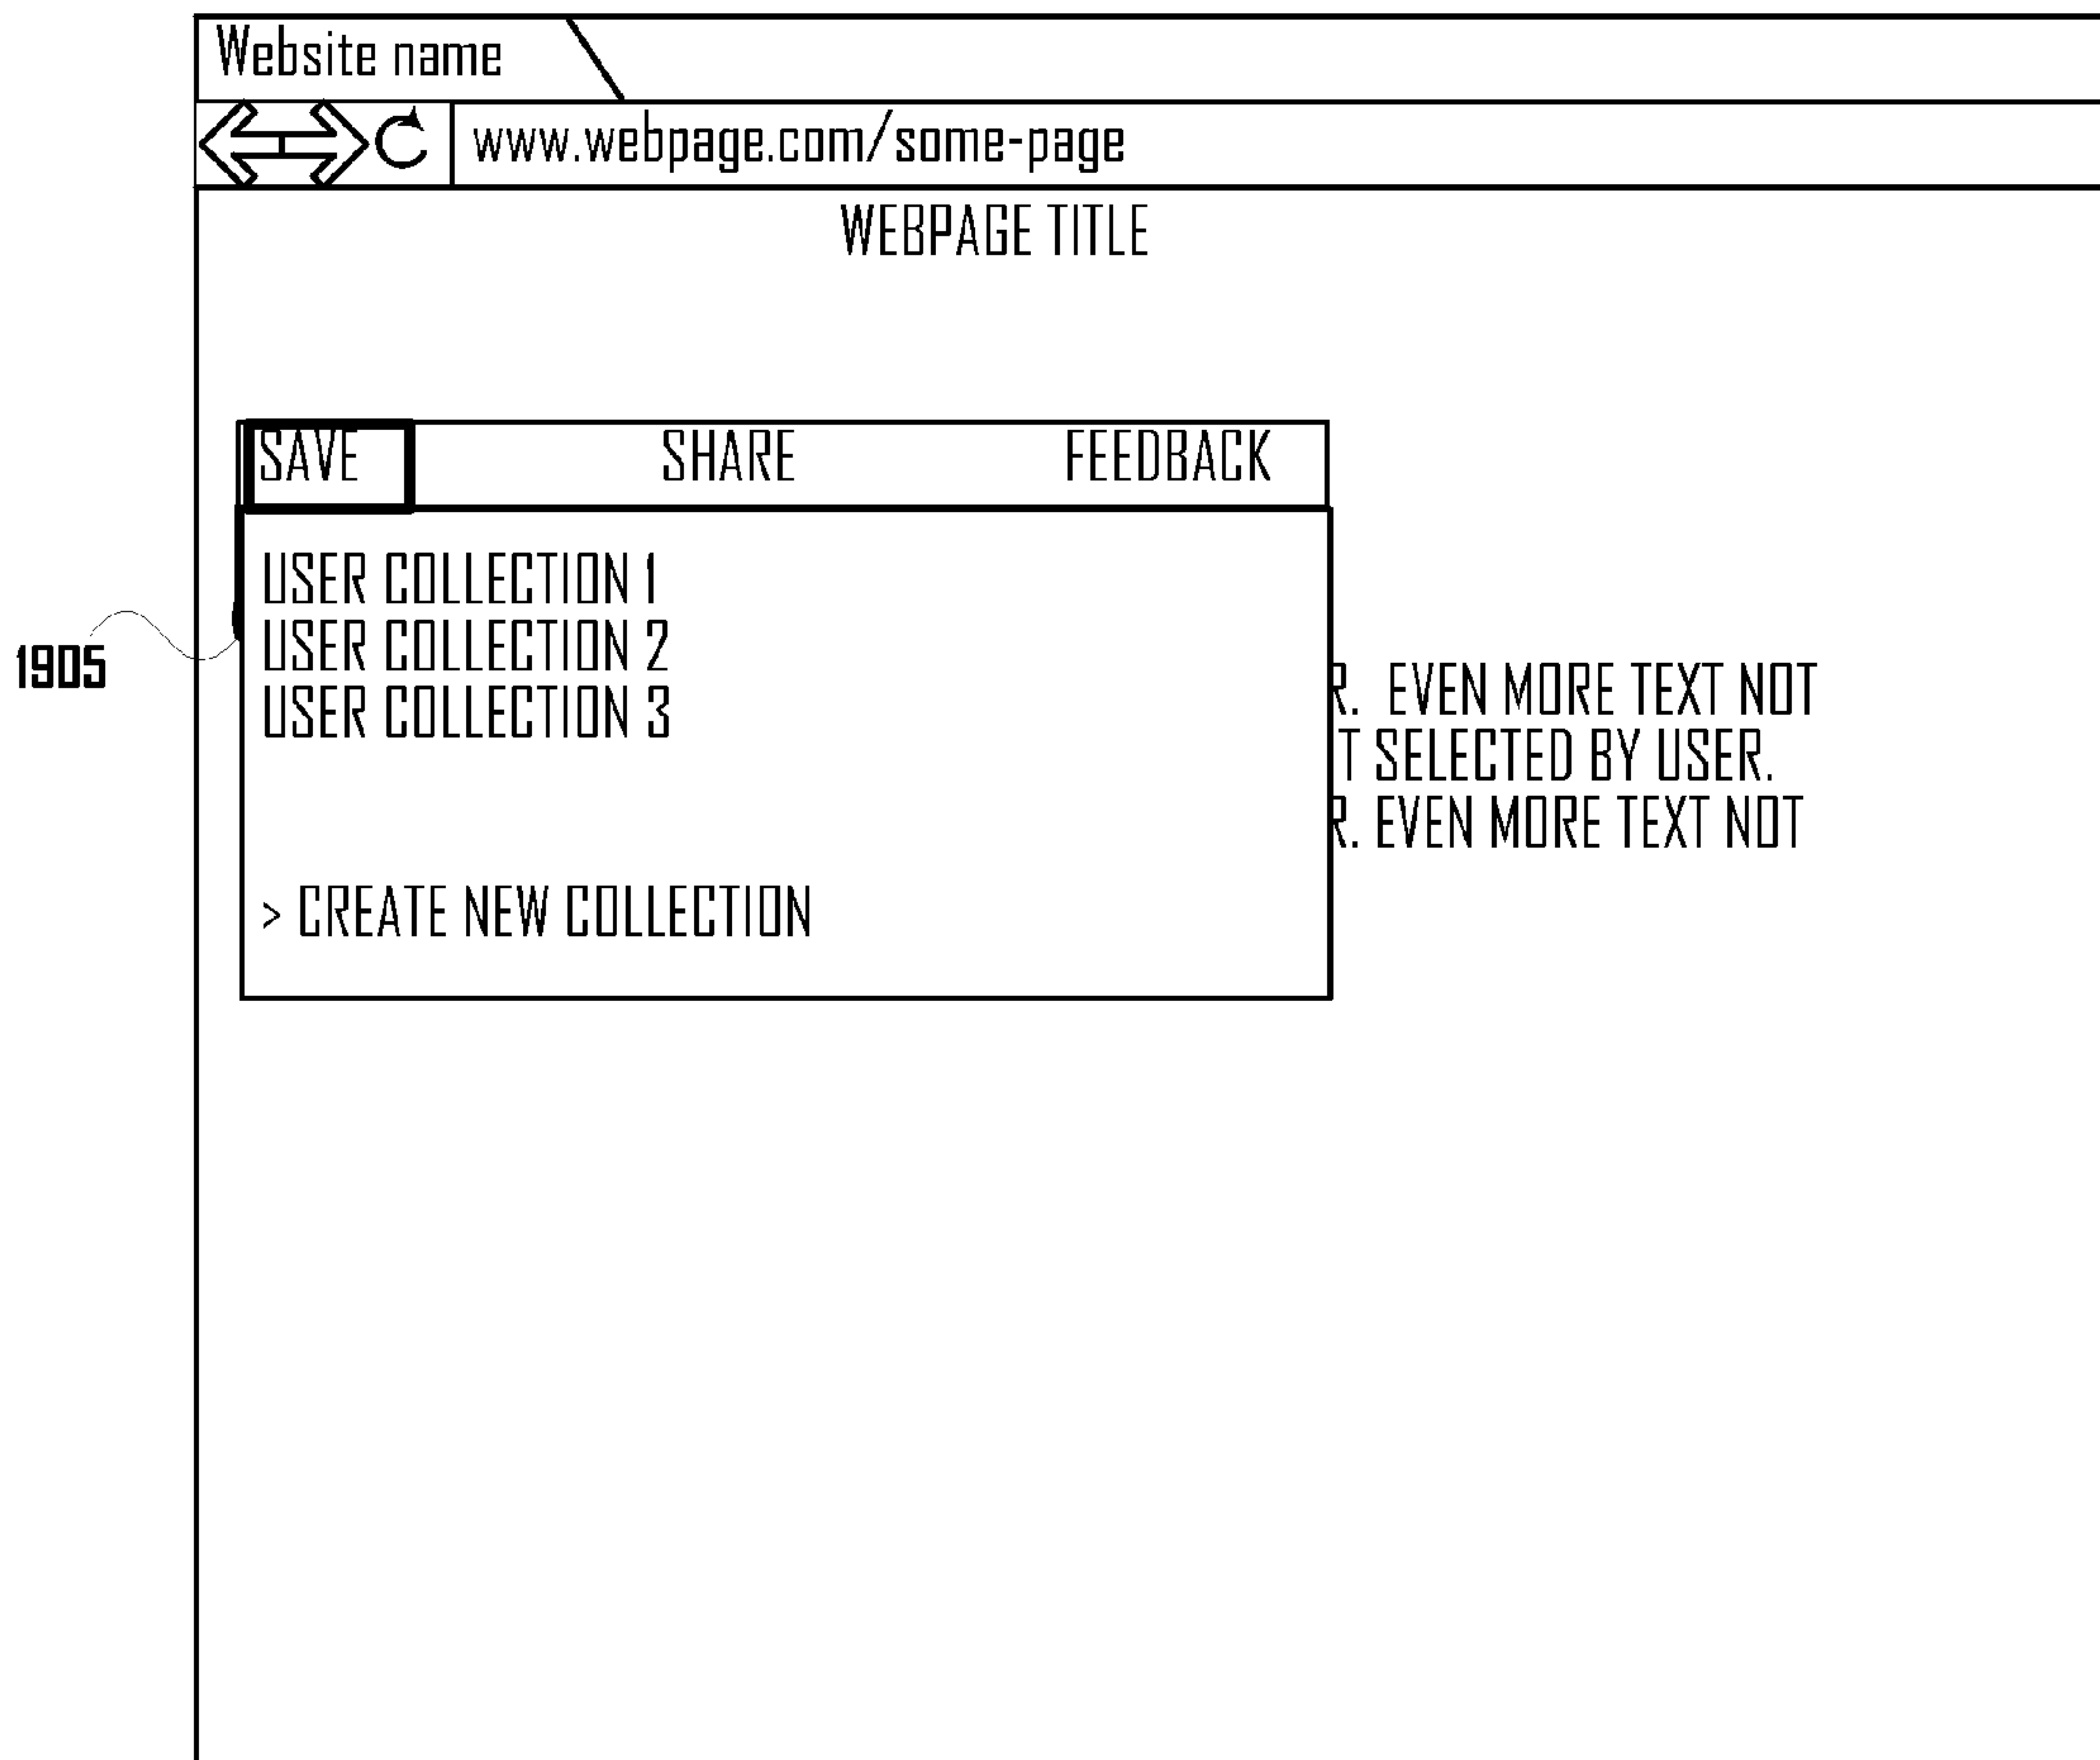 Website name
www.webpage.com/some-page
WEBPAGE TITLE
SAVE SHARE FEEDBACK
USER COLLECTION 1
USER COLLECTION 2
USER COLLECTION 3
> CREATE NEW COLLECTION
1905
R. EVEN MORE TEXT NOT
T SELECTED BY USER.
R. EVEN MORE TEXT NOT